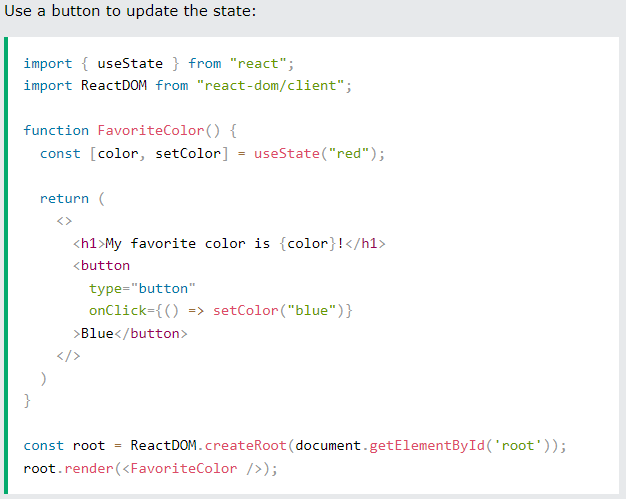 Use a button to update the state:
import { useState } from "react";
import ReactDOM from "react-dom/client";
function FavoriteColor() {
const [color, setColor] = useState("red");
return (
<>
<h1>My favorite color is {color}!</h1>
<button
type="button"
onClick={() => setColor("blue")}
>Blue</button>
</>
)
}
const root = ReactDOM.createRoot(document.getElementById('root'));
root.render(<FavoriteColor />);